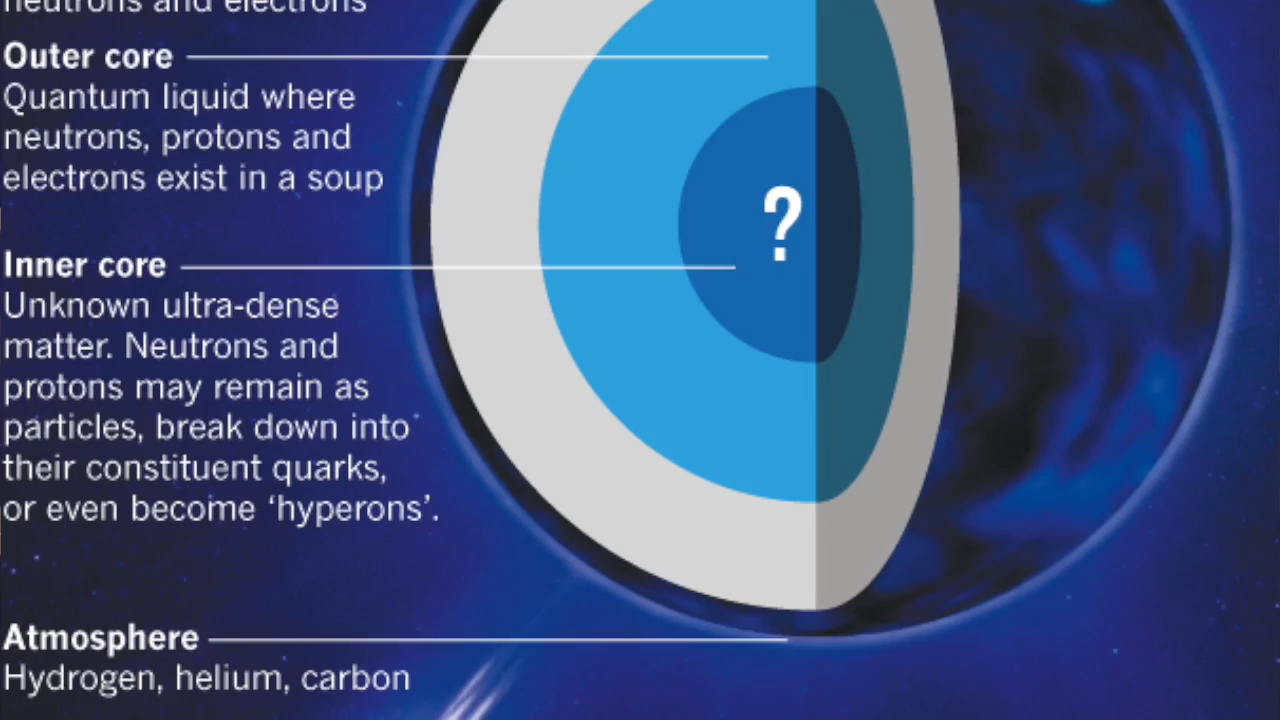 neutrons and electrons
Outer core
Quantum liquid where
neutrons, protons and
electrons exist in a soup
?
Inner core
Unknown ultra-dense
matter. Neutrons and
protons may remain as
particles, break down into
their constituent quarks,
or even become ‘hyperons’.
Atmosphere
Hydrogen, helium, carbon